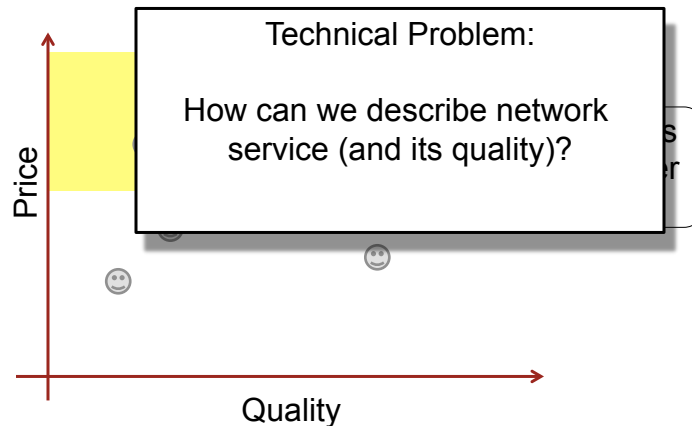 Technical Problem:
How can we describe network
service (and its quality)?
Price
Quality